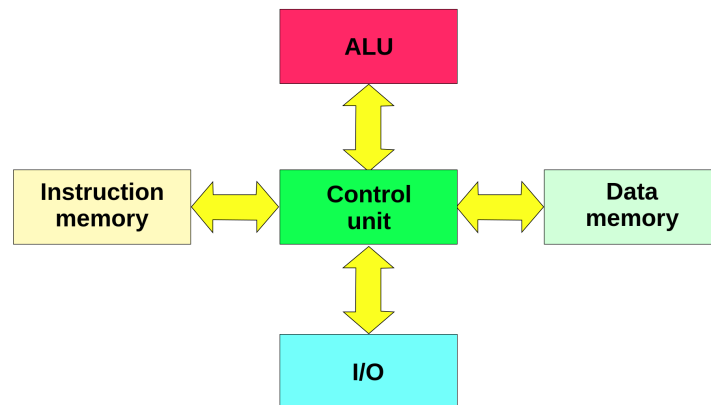 ALU
Instruction
memory
Control
unit
Data
memory
I/O